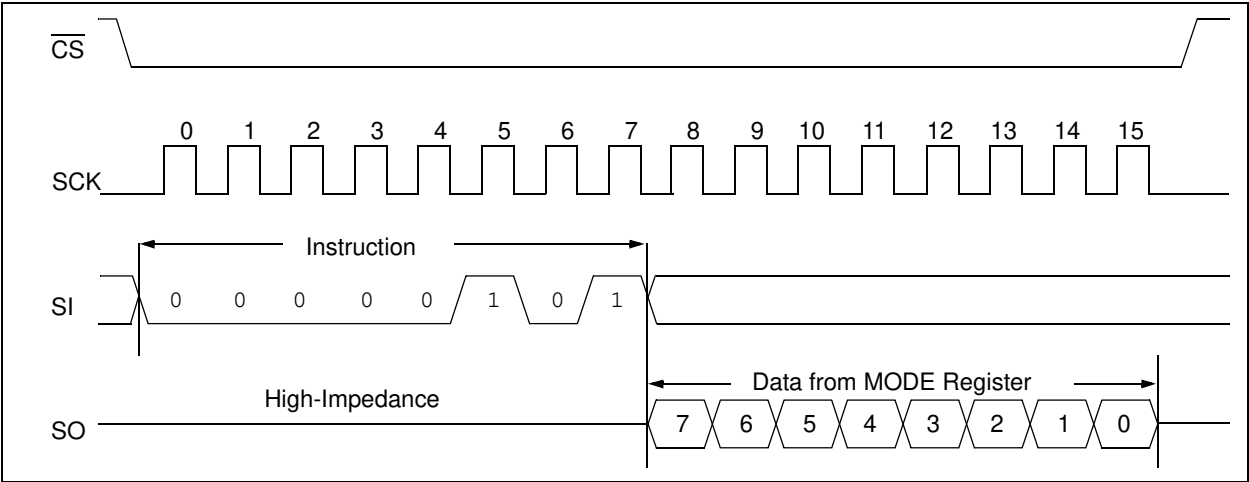 CS
0 1 2 3 4 5 6 7 8 9 10 11 12 13 14 15
SCK
Instruction
SI 0 0 0 0 0 1 0 1
Data from MODE Register
High-Impedance
SO 7 6 5 4 3 2 1 0